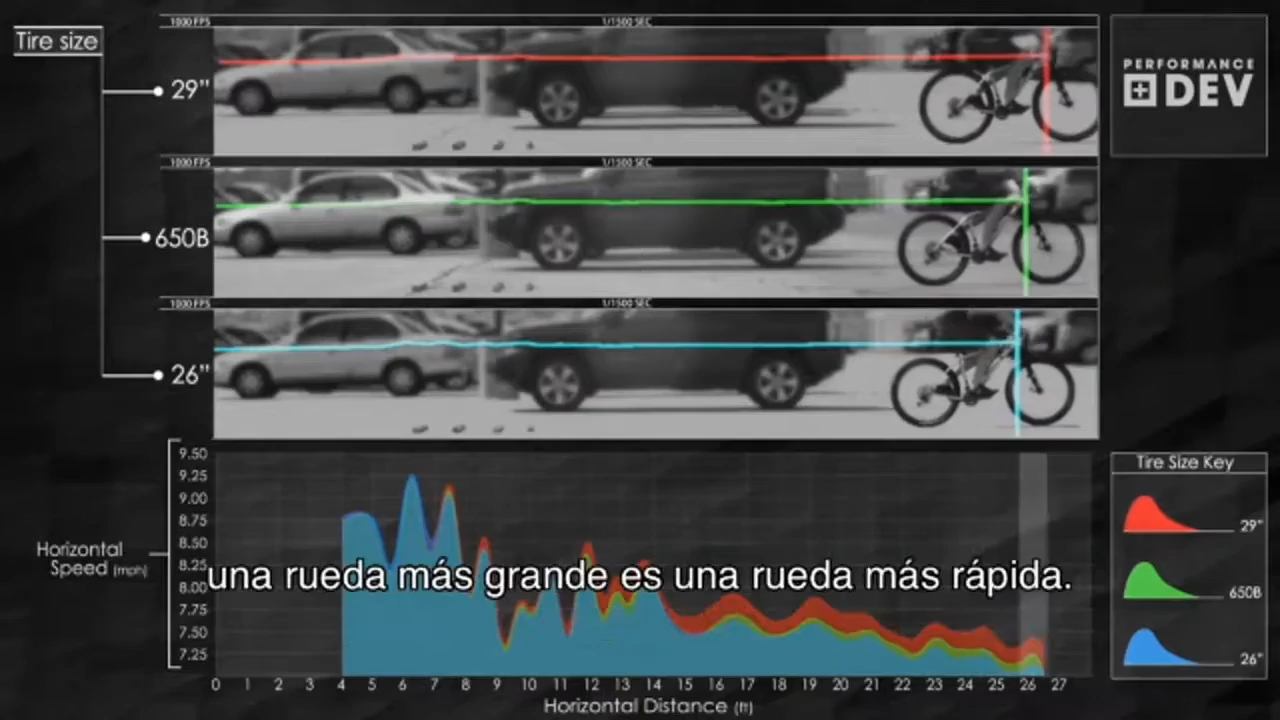 1000 FPS
1/1500 SEC
Tire size
29"
PERFORMANCE
DEV
1000 FPS
1/1500 SEC
650B
1000 FPS
1/1500 SEC
26"
9.50
9.25
9.00
8.75
8.50
8.25
8.00
7.75
7.50
7.25
Horizontal
Speed (mph)
una rueda más grande es una rueda más rápida.
0 1 2 3 4 5 6 7 8 9 10 11 12 13 14 15 16 17 18 19 20 21 22 23 24 25 26 27
Horizontal Distance (ft)
Tire Size Key
29"
650B
26"